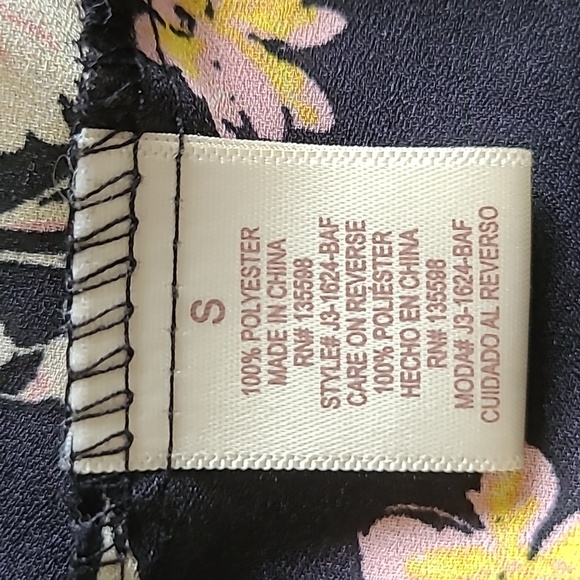 S
100% POLYESTER
MADE IN CHINA
RN# 135598
STYLE# J3-1624-BAF
CARE ON REVERSE
100% POLIÉSTER
HECHO EN CHINA
RN# 135598
MODA# J3-1624-BAF
CUIDADO AL REVERSO